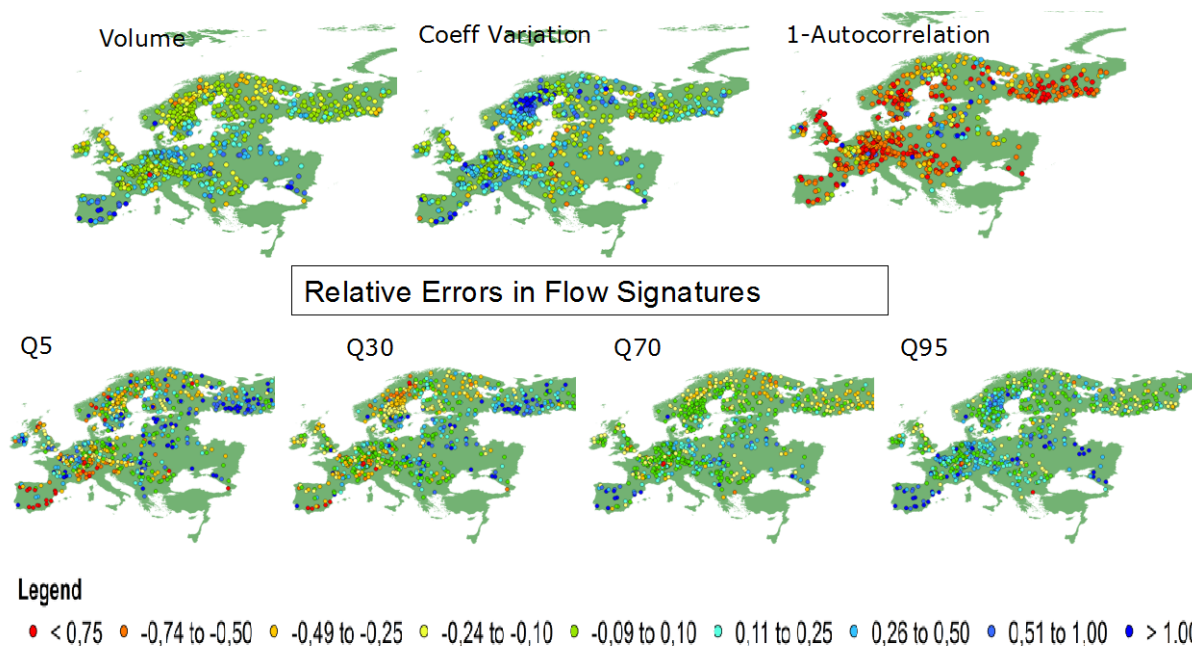 Volume
Coeff Variation
1-Autocorrelation
Relative Errors in Flow Signatures
Q5
Q30
Q70
Q95
Legend
< 0,75 -0,74 to -0,50 -0,49 to -0,25 -0,24 to -0,10 -0,09 to 0,10 0,11 to 0,25 0,26 to 0,50 0,51 to 1.00 > 1.00